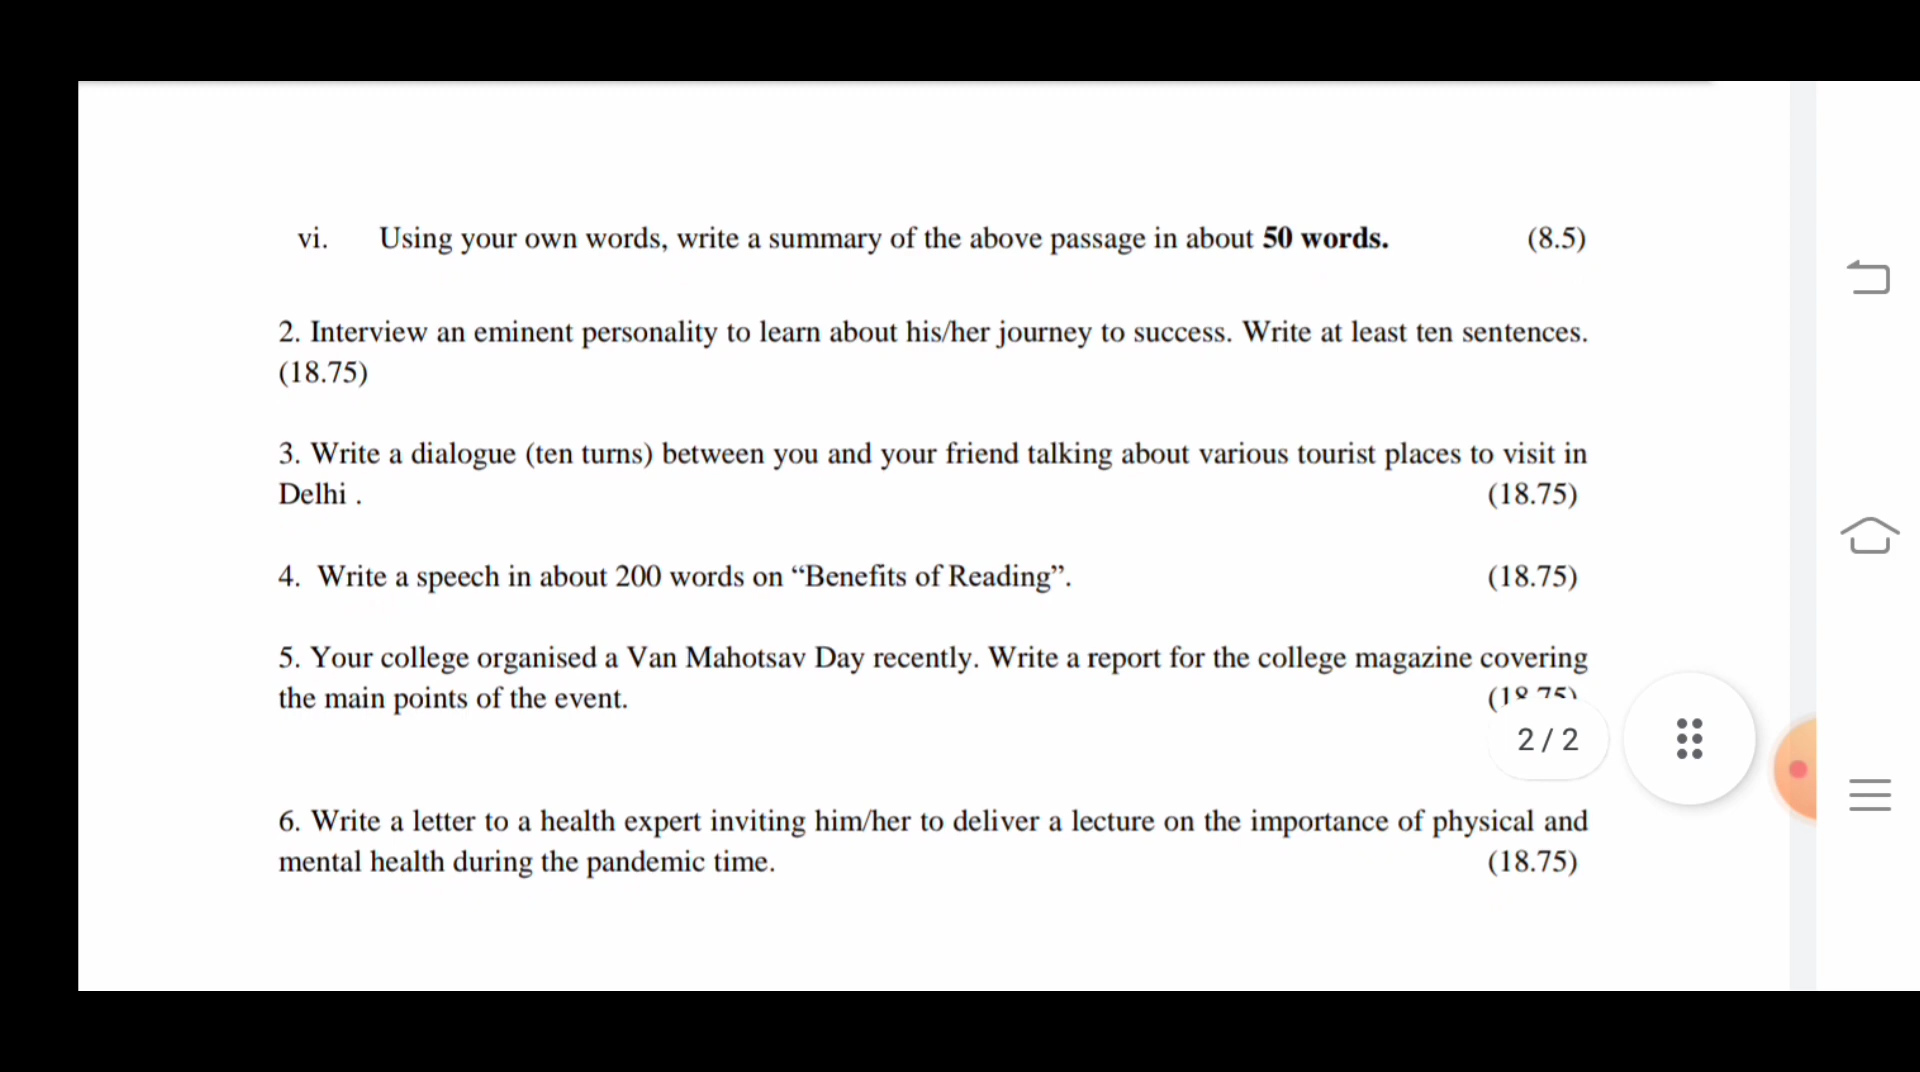 vi. Using your own words, write a summary of the above passage in about 50 words. (8.5)
2. Interview an eminent personality to learn about his/her journey to success. Write at least ten sentences.
(18.75)
3. Write a dialogue (ten turns) between you and your friend talking about various tourist places to visit in
Delhi . (18.75)
4. Write a speech in about 200 words on “Benefits of Reading”. (18.75)
5. Your college organised a Van Mahotsav Day recently. Write a report for the college magazine covering
the main points of the event. (18.75)
2 / 2
6. Write a letter to a health expert inviting him/her to deliver a lecture on the importance of physical and
mental health during the pandemic time. (18.75)